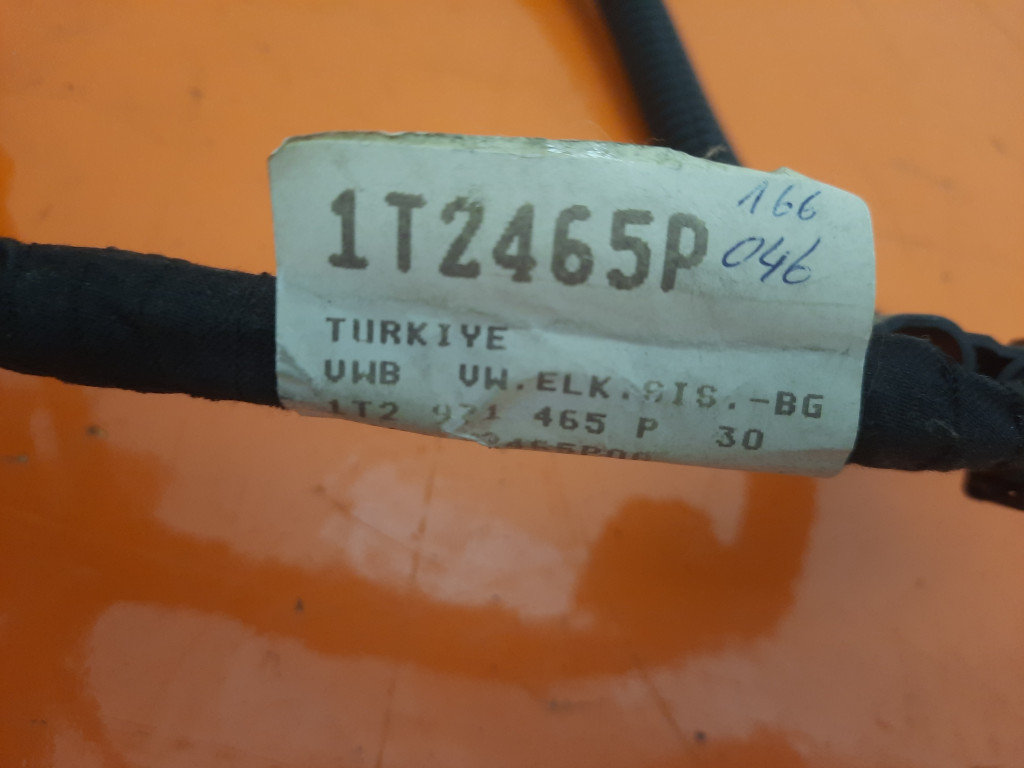 1T2465P
166
046
TURKIYE
VWB VW.ELK.SIS.-BG
1T2 971 465 P 30